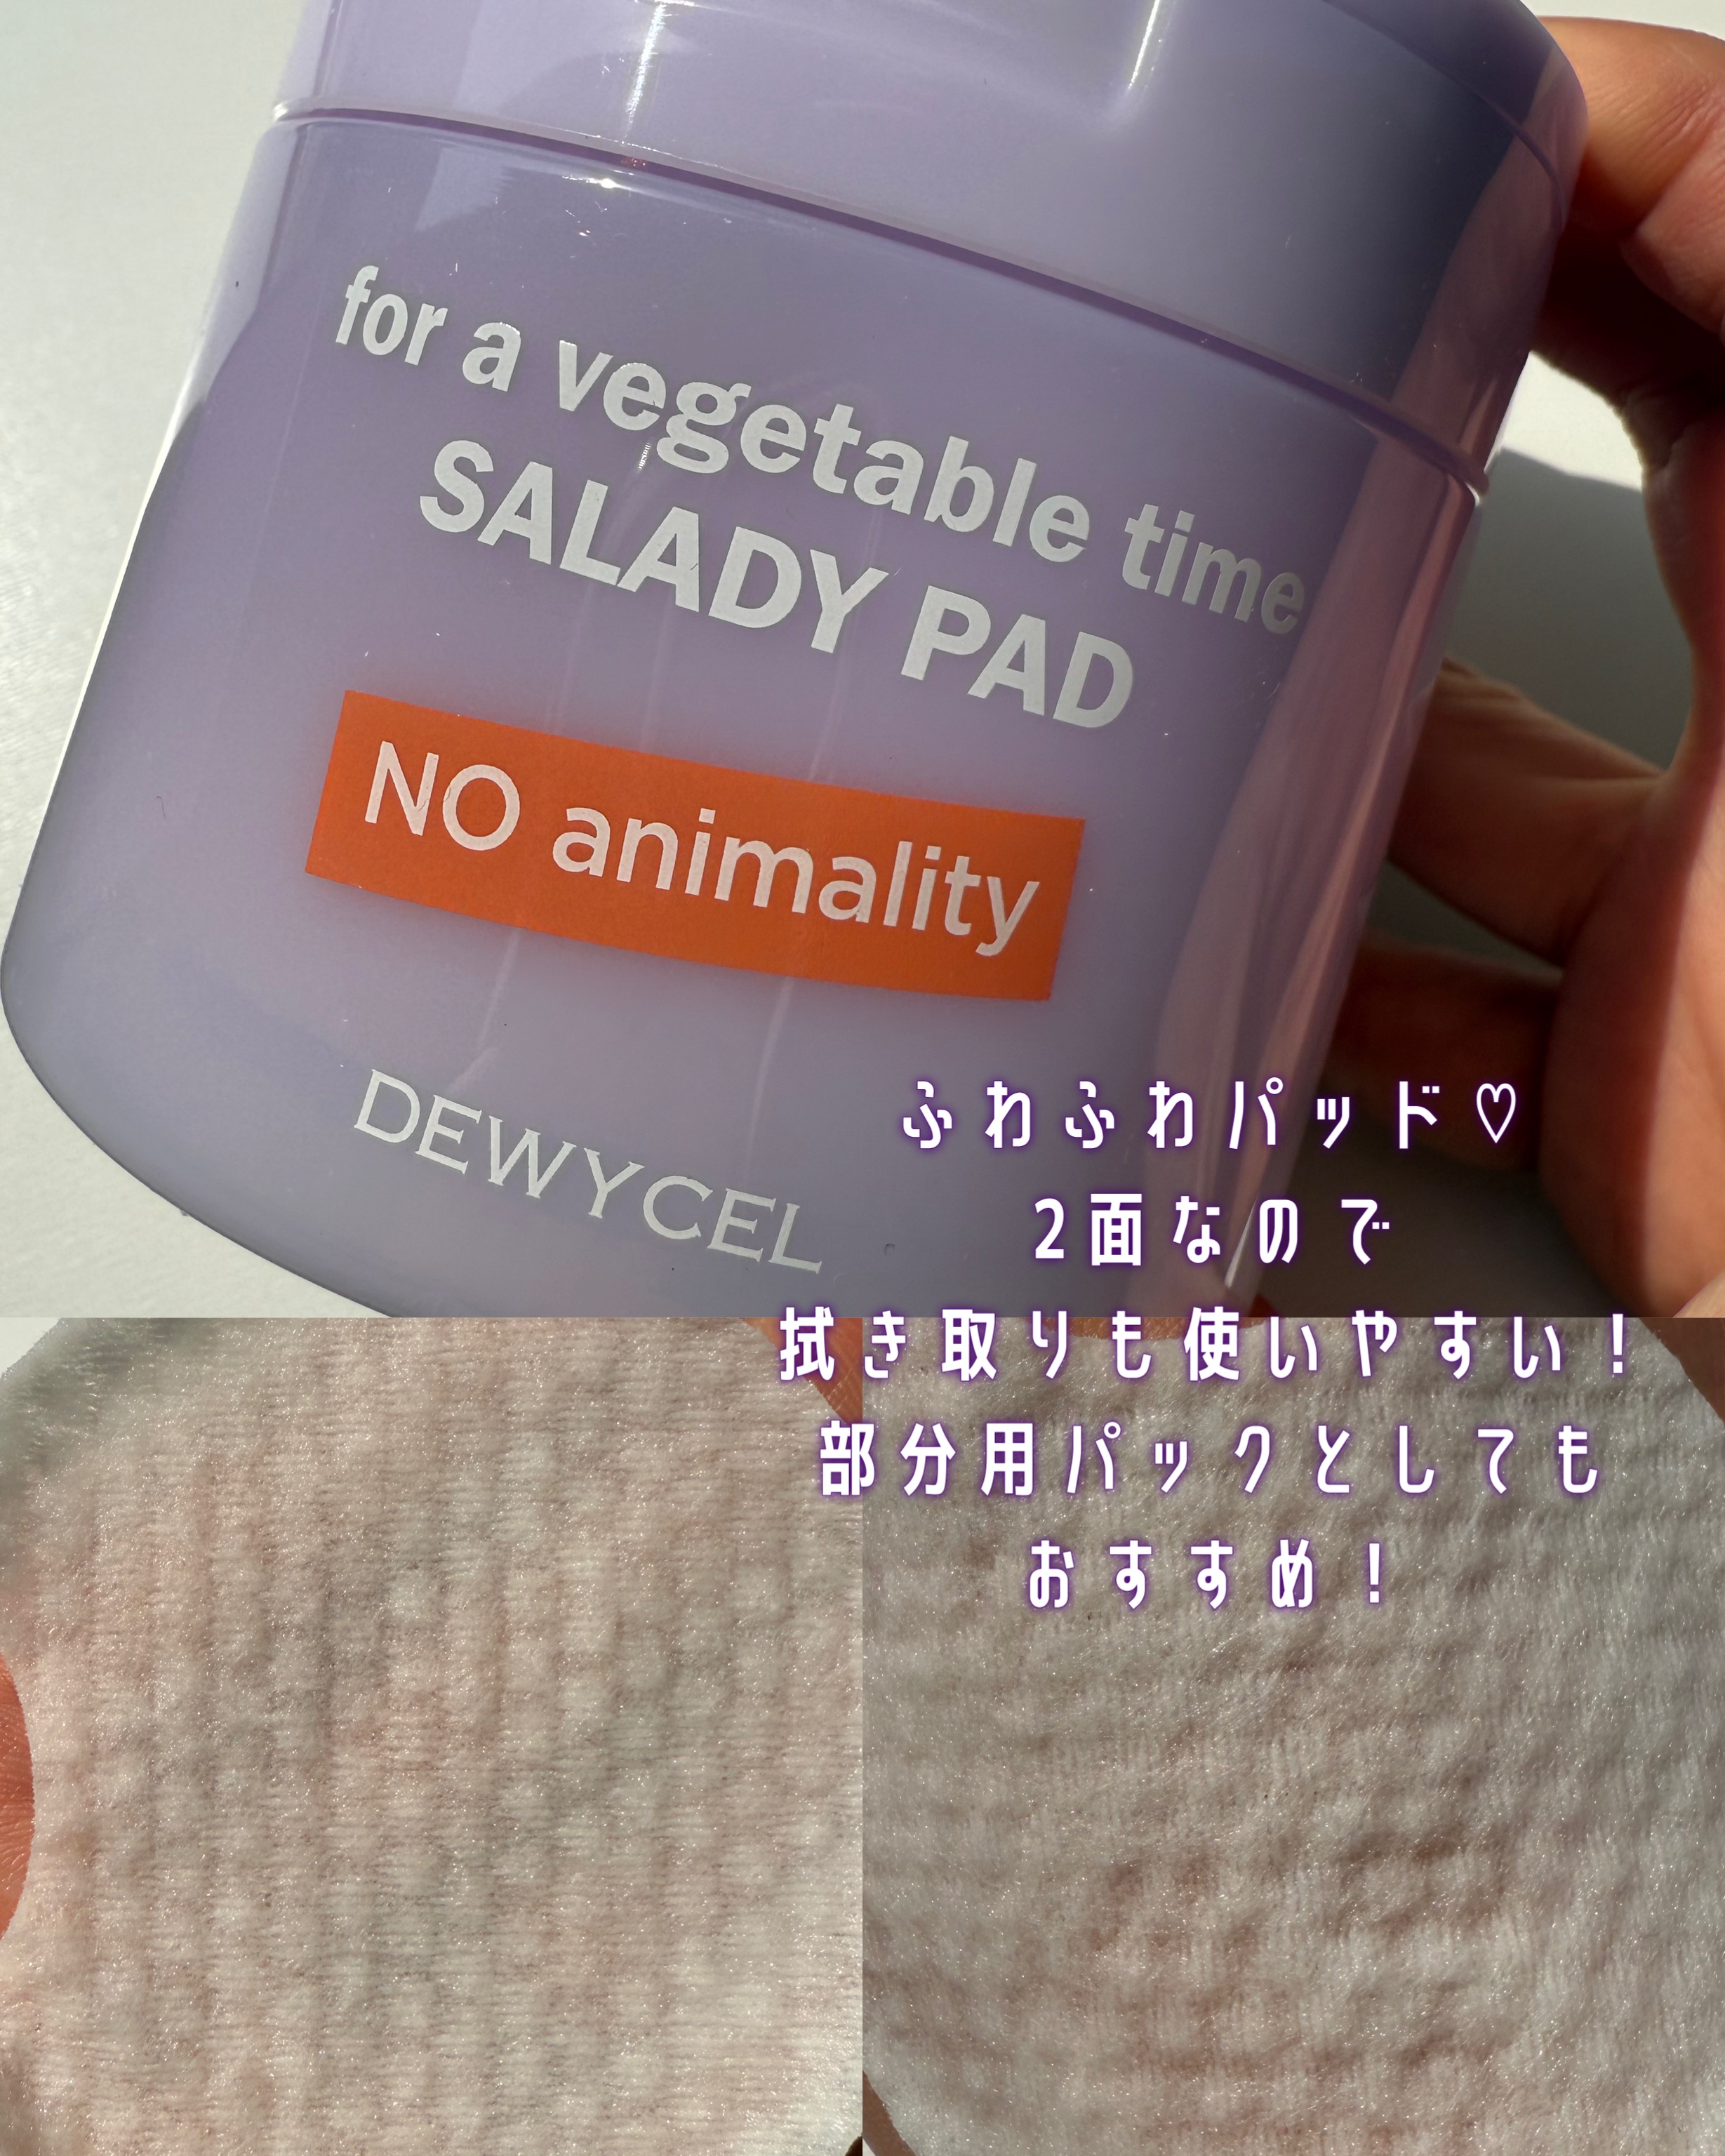 for a vegetable time
SALADY PAD
NO animality
DEWYCEL
ふわふわパッド♡
2面なので
拭き取りも使いやすい!
部分用パックとしても
おすすめ!